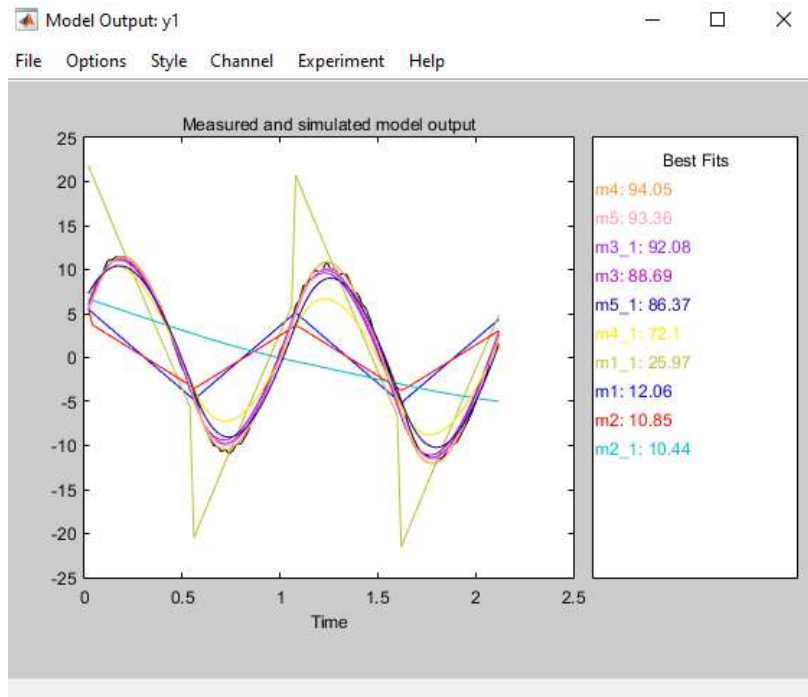 Model Output: y1
File Options Style Channel Experiment Help
Measured and simulated model output
25
20
15
10
5
0
-5
-10
-15
-20
-25
0 0.5 1 1.5 2 2.5
Time
Best Fits
m4: 94.05
m5: 93.36
m3_1: 92.08
m3: 88.69
m5_1: 86.37
m4_1: 72.1
m1_1: 25.97
m1: 12.06
m2: 10.85
m2_1: 10.44